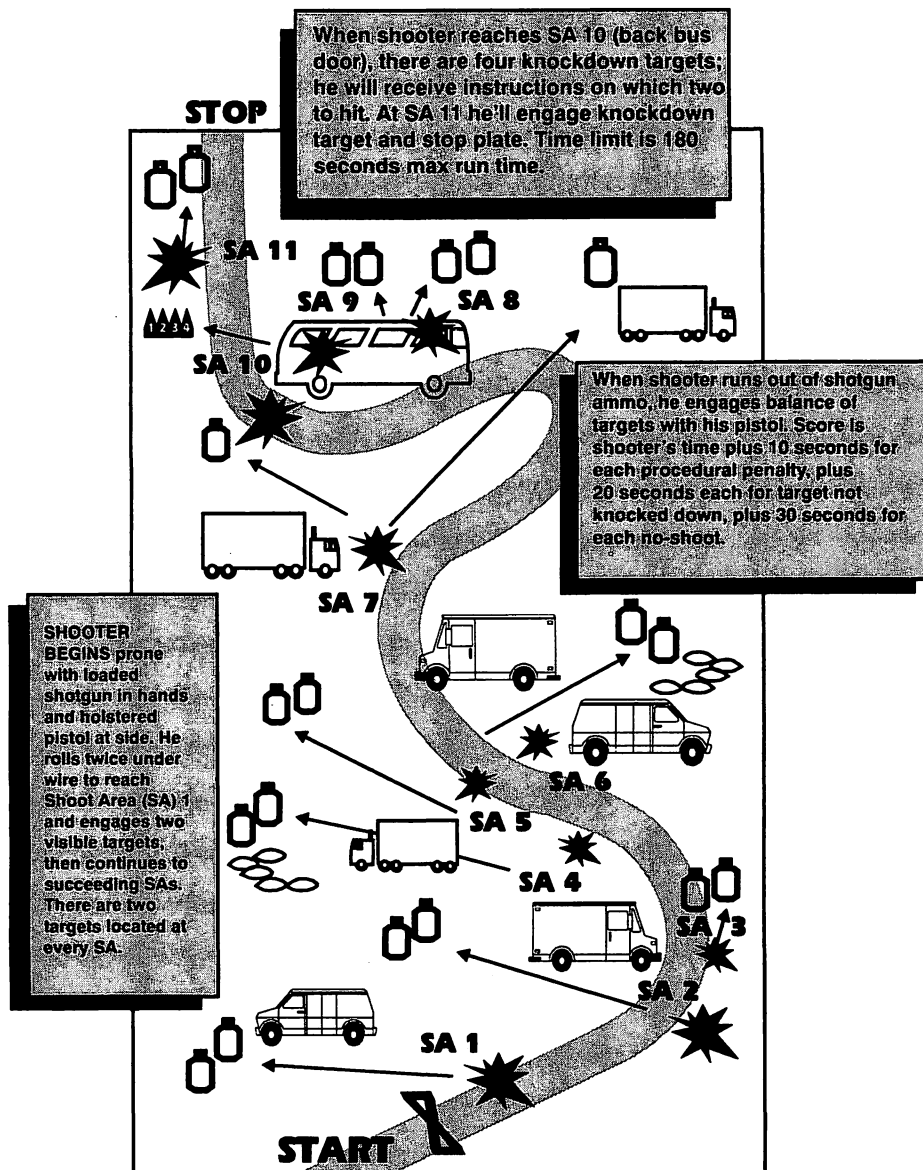 When shooter reaches SA 10 (back bus
door), there are four knockdown targets;
he will receive instructions on which two
to hit. At SA 11 he'll engage knockdown
target and stop plate. Time limit is 180
seconds max run time.
STOP
SA 11
SA 9
SA 8
1 2 3 4
SA 10
When shooter runs out of shotgun
ammo, he engages balance of
targets with his pistol. Score is
shooter's time plus 10 seconds for
each procedural penalty, plus
20 seconds each for target not
knocked down, plus 30 seconds for
each no-shoot.
SA 7
SHOOTER
BEGINS prone
with loaded
shotgun in hands
and holstered
pistol at side. He
rolls twice under
wire to reach
Shoot Area (SA) 1
and engages two
visible targets,
then continues to
succeeding SAs.
There are two
targets located at
every SA.
SA 6
SA 5
SA 4
SA 3
SA 2
SA 1
START